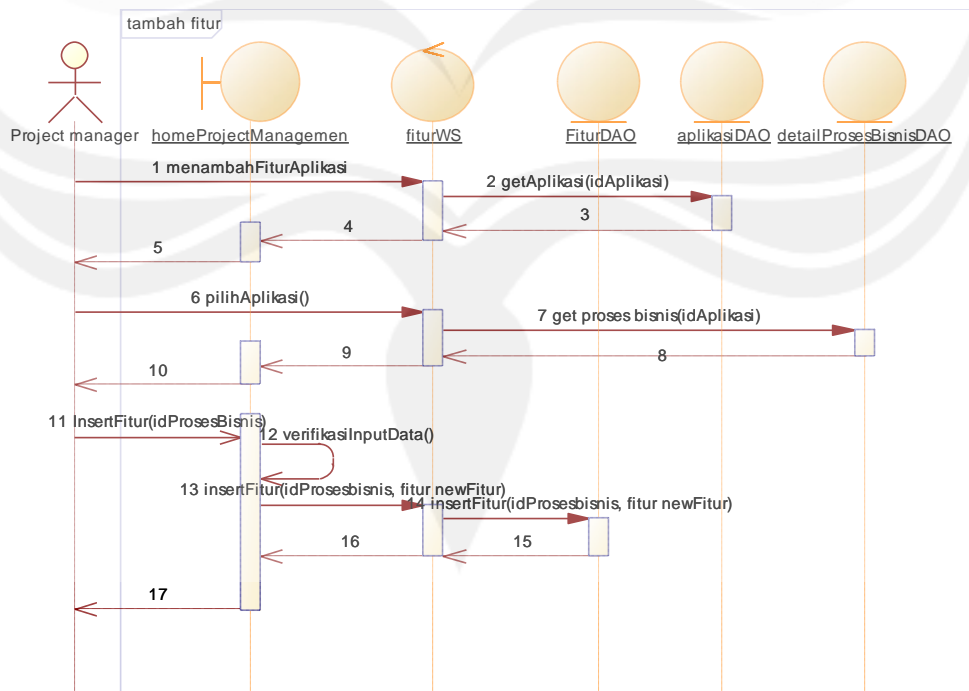 tambah fitur
Project manager
homeProjectManagemen
fiturWS
FiturDAO
aplikasiDAO
detailProsesBisnisDAO
1 menambahFiturAplikasi
2 getAplikasi(idAplikasi)
3
4
5
6 pilihAplikasi()
7 get proses bisnis(idAplikasi)
8
9
10
11 InsertFitur(idProsesBisnis)
12 verifikasiInputData()
13 insertFitur(idProsesbisnis, fitur newFitur)
14 insertFitur(idProsesbisnis, fitur newFitur)
15
16
17